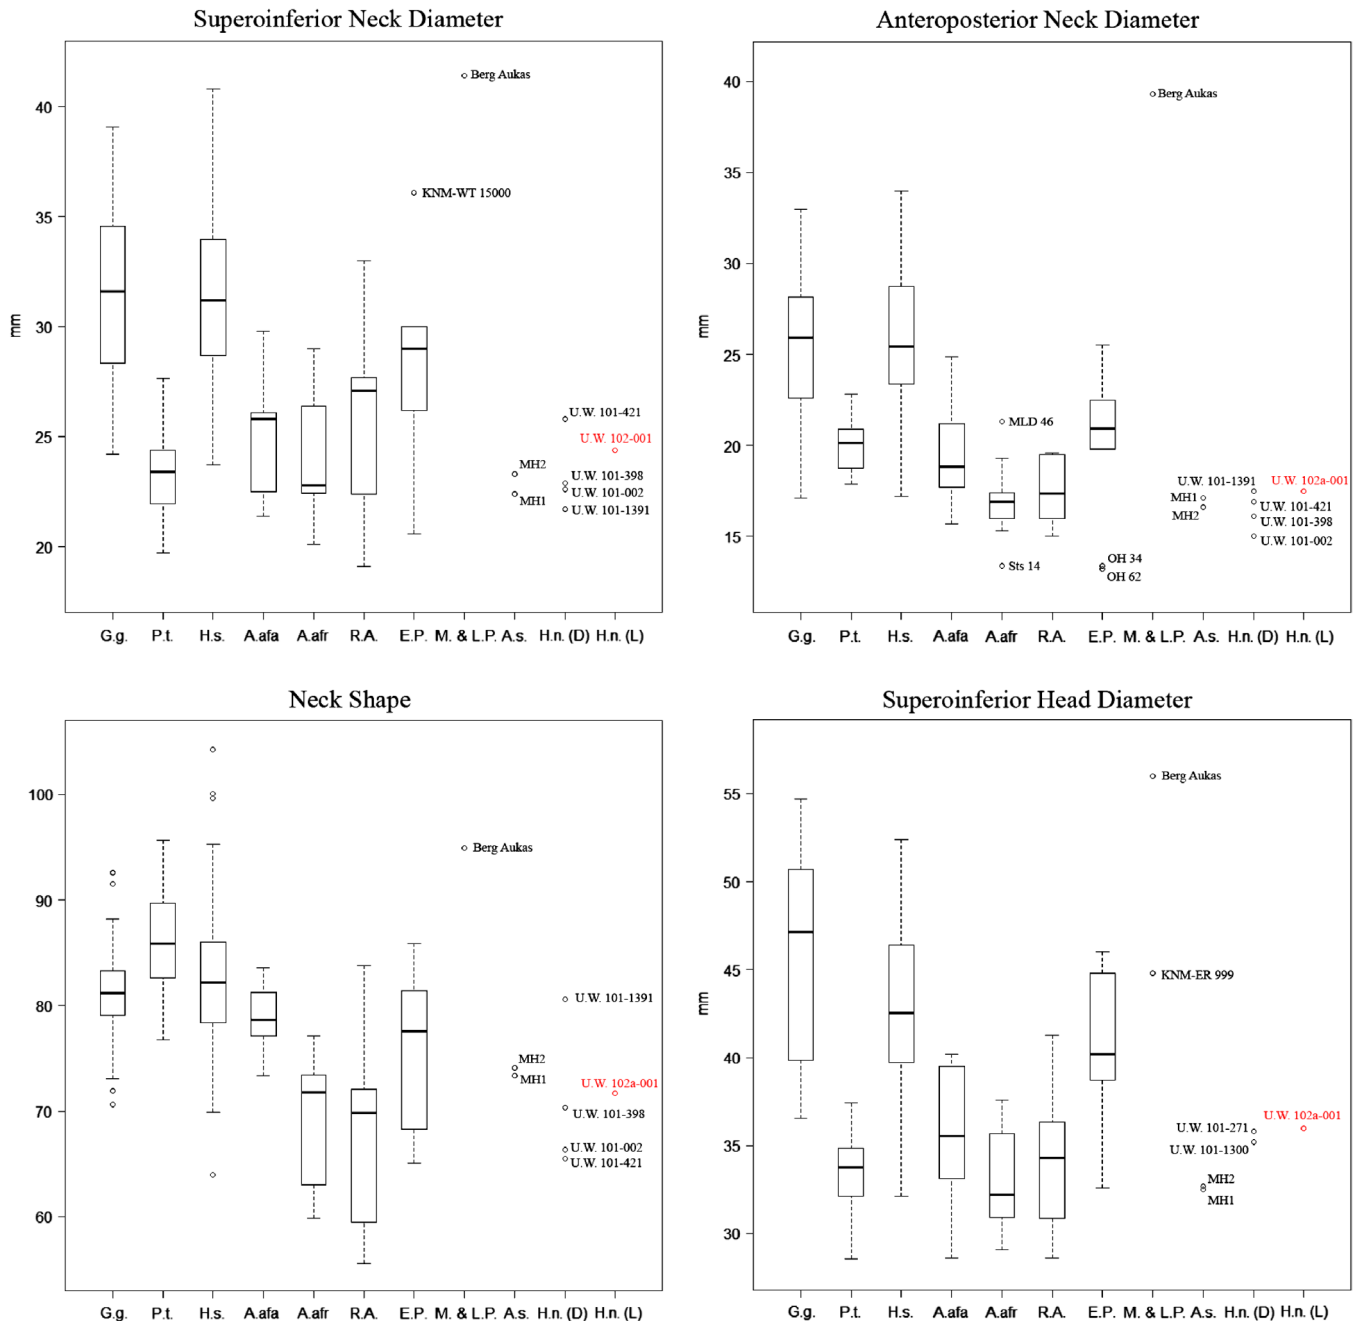 Superoinferior Neck Diameter
mm
40
35
30
25
20
Berg Aukas
KNM-WT 15000
U.W. 101-421
U.W. 102-001
MH2
U.W. 101-398
U.W. 101-002
MH1
U.W. 101-1391
G.g. P.t. H.s. A.afa A.afr R.A. E.P. M. & L.P. A.s. H.n. (D) H.n. (L)
Anteroposterior Neck Diameter
mm
40
35
30
25
20
15
Berg Aukas
MLD 46
U.W. 101-1391
U.W. 102a-001
MH1
U.W. 101-421
MH2
U.W. 101-398
U.W. 101-002
OH 34
Sts 14
OH 62
G.g. P.t. H.s. A.afa A.afr R.A. E.P. M. & L.P. A.s. H.n. (D) H.n. (L)
Neck Shape
100
90
80
70
60
Berg Aukas
U.W. 101-1391
MH2
MH1
U.W. 102a-001
U.W. 101-398
U.W. 101-002
U.W. 101-421
G.g. P.t. H.s. A.afa A.afr R.A. E.P. M. & L.P. A.s. H.n. (D) H.n. (L)
Superoinferior Head Diameter
mm
55
50
45
40
35
30
Berg Aukas
KNM-ER 999
U.W. 102a-001
U.W. 101-271
U.W. 101-1300
MH2
MH1
G.g. P.t. H.s. A.afa A.afr R.A. E.P. M. & L.P. A.s. H.n. (D) H.n. (L)